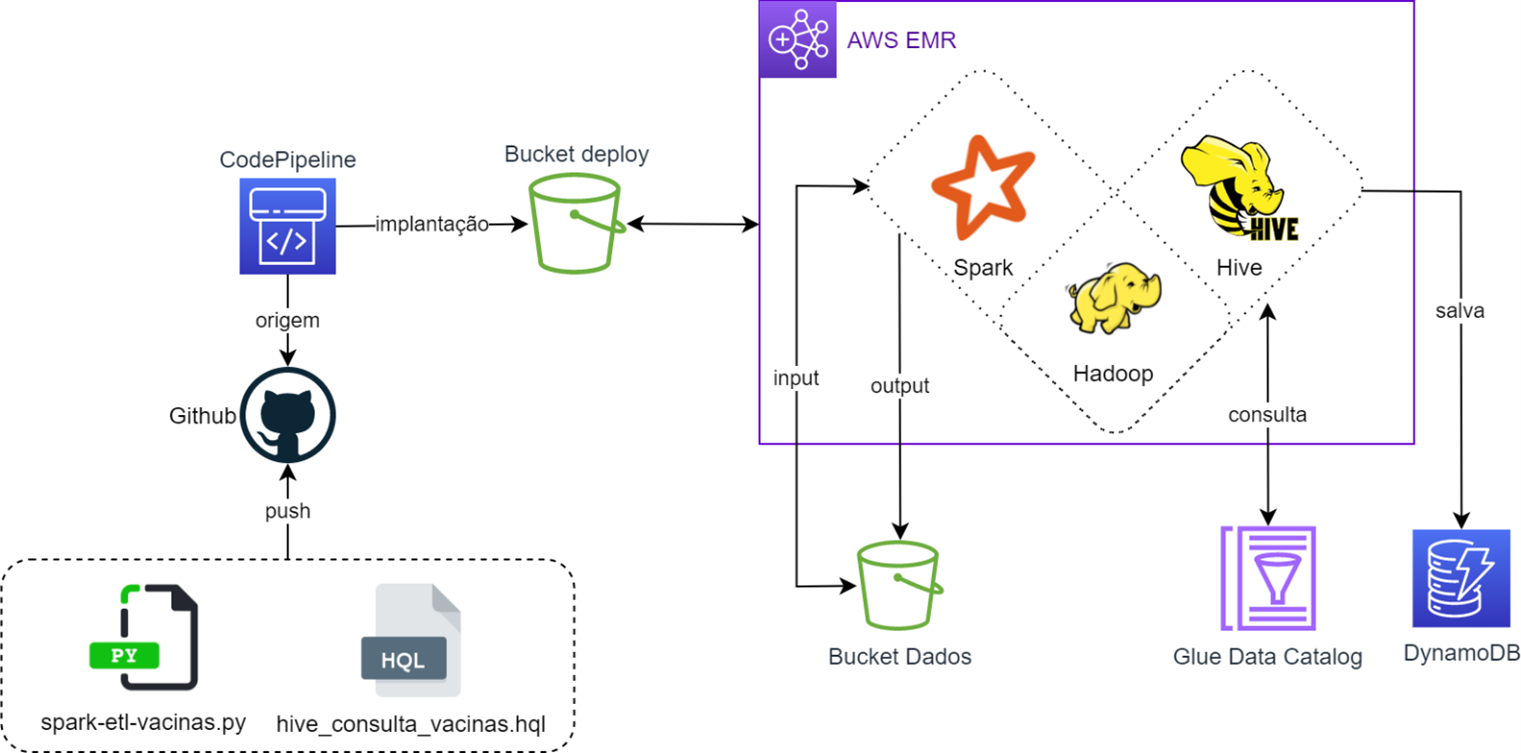 AWS EMR
CodePipeline
Bucket deploy
implantação
HIVE
Spark
Hive
origem
salva
Hadoop
input
output
Github
consulta
push
PY
HQL
Bucket Dados
Glue Data Catalog
DynamoDB
spark-etl-vacinas.py
hive_consulta_vacinas.hql